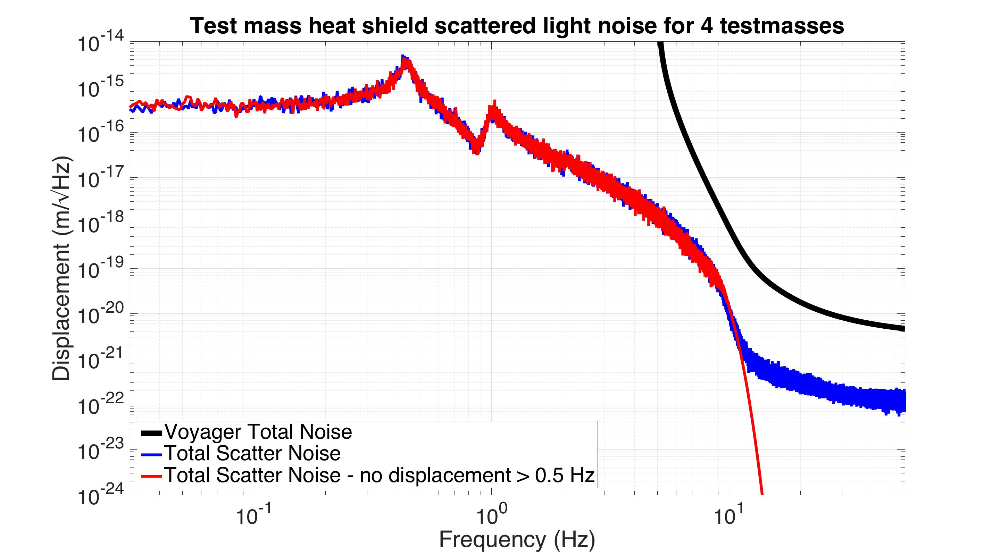 Test mass heat shield scattered light noise for 4 testmasses
Displacement (m/√Hz)
10^-14
10^-15
10^-16
10^-17
10^-18
10^-19
10^-20
10^-21
10^-22
10^-23
10^-24
Voyager Total Noise
Total Scatter Noise
Total Scatter Noise - no displacement > 0.5 Hz
10^-1 10^0 10^1
Frequency (Hz)